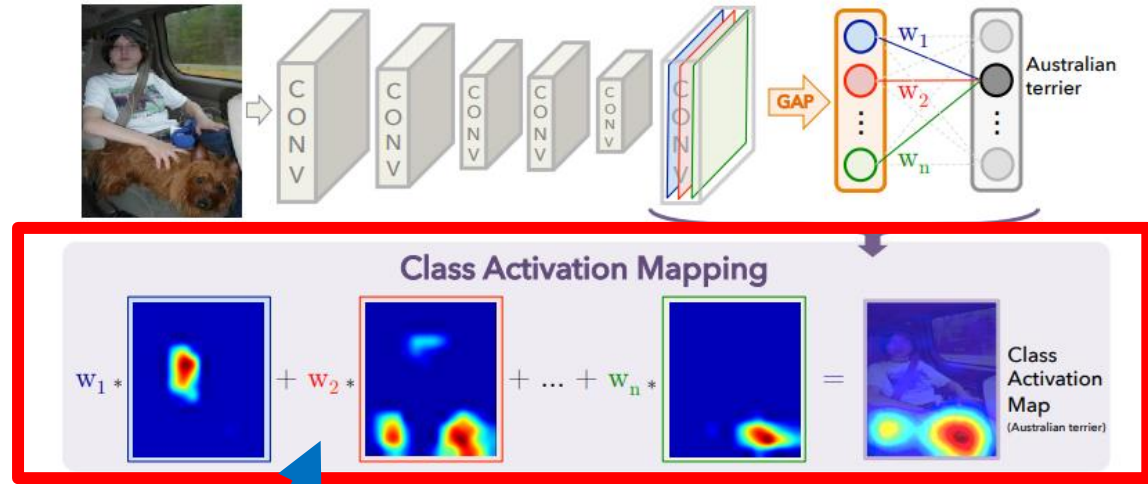 CONV
CONV
CONV
CONV
CONV
CONV
GAP
w1
w2
⋮
wn
⋮
Australian
terrier
Class Activation Mapping
w1 * + w2 * + ... + wn * =
Class
Activation
Map
(Australian terrier)